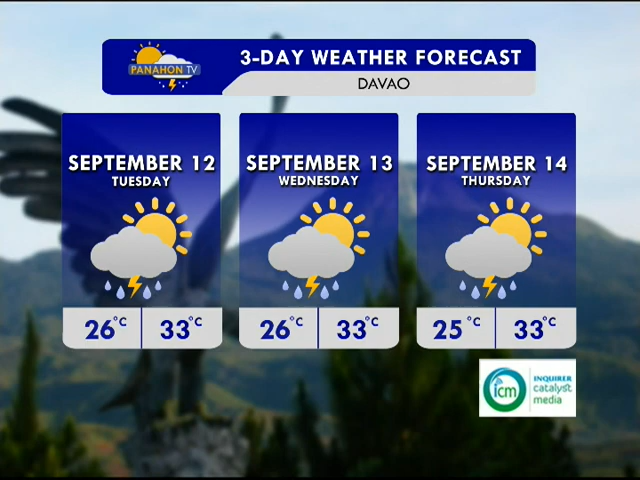 PANAHON TV
3-DAY WEATHER FORECAST
DAVAO
SEPTEMBER 12
TUESDAY
26°C 33°C
SEPTEMBER 13
WEDNESDAY
26°C 33°C
SEPTEMBER 14
THURSDAY
25°C 33°C
icm
INQUIRER
catalyst
media